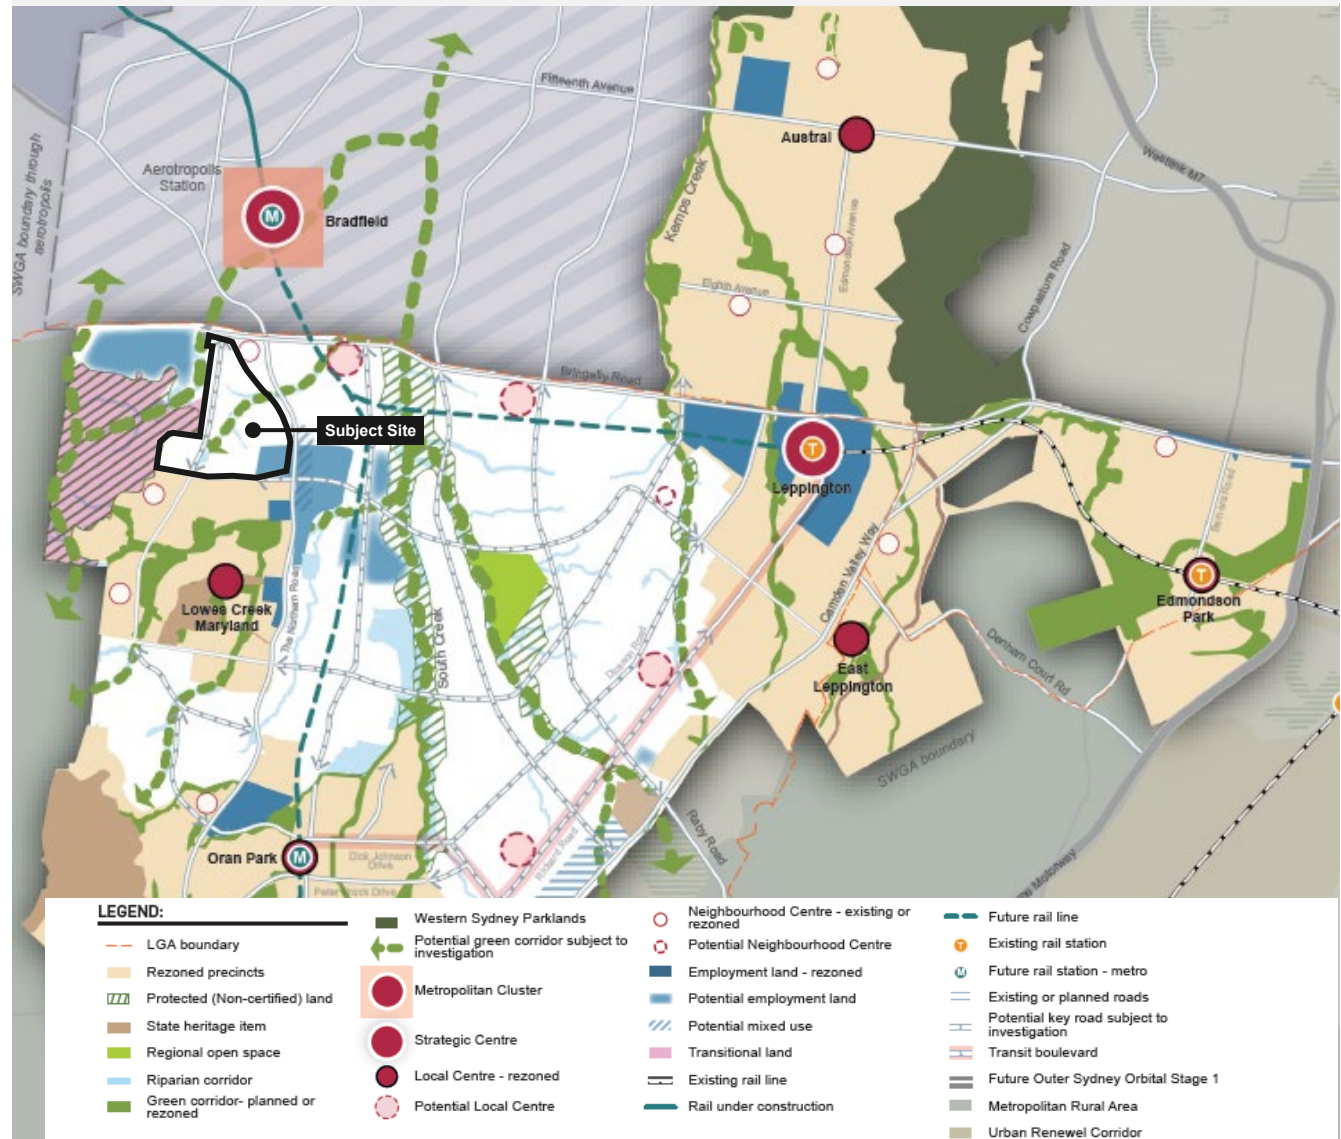 Fifteenth Avenue
Austral
Westlink M7
Aerotropolis
Station
SWGA boundary through
aerotropolis
Bradfield
Kemps Creek
Edmondson Avenue
Eighth Avenue
Cowpasture Road
M
Bringelly Road
Subject Site
T
Leppington
Camden Valley Way
The Northern Road
Lowes Creek
Maryland
South Creek
T
Edmondson
Park
East
Leppington
Denham Court Rd
SWGA boundary
Raby Road
Oran Park
M
Dick Johnson
Drive
Peter Brock Drive
Motorway
LEGEND:
LGA boundary
Rezoned precincts
Protected (Non-certified) land
State heritage item
Regional open space
Riparian corridor
Green corridor- planned or
rezoned
Western Sydney Parklands
Potential green corridor subject to
investigation
Metropolitan Cluster
Strategic Centre
Local Centre - rezoned
Potential Local Centre
Neighbourhood Centre - existing or
rezoned
Potential Neighbourhood Centre
Employment land - rezoned
Potential employment land
Potential mixed use
Transitional land
Existing rail line
Rail under construction
Future rail line
T
Existing rail station
M
Future rail station - metro
Existing or planned roads
Potential key road subject to
investigation
Transit boulevard
Future Outer Sydney Orbital Stage 1
Metropolitan Rural Area
Urban Renewel Corridor